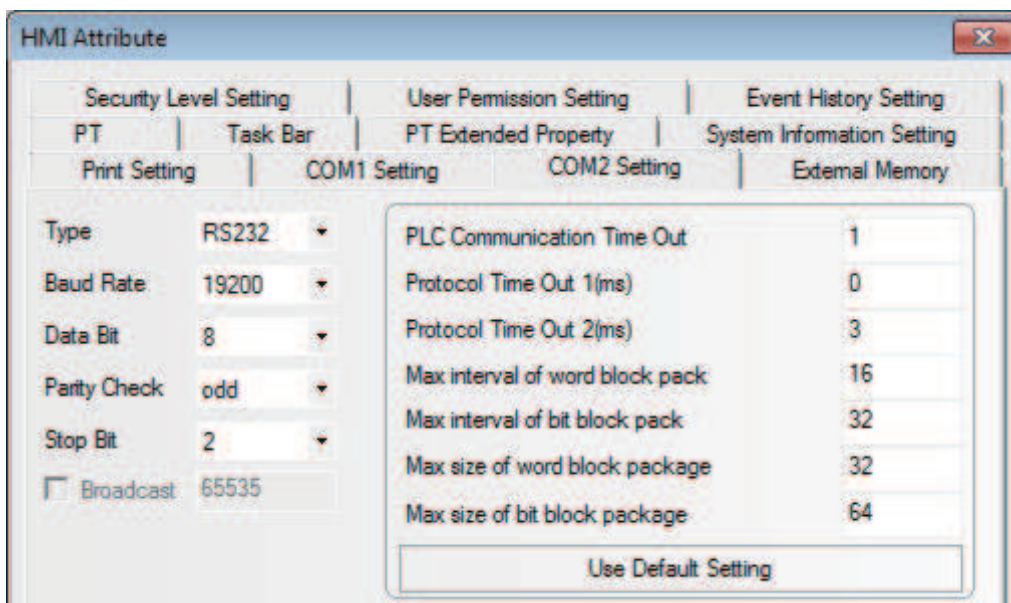 HMI Attribute
Security Level Setting User Permission Setting Event History Setting
PT Task Bar PT Extended Property System Information Setting
Print Setting COM1 Setting COM2 Setting External Memory
Type RS232
Baud Rate 19200
Data Bit 8
Parity Check odd
Stop Bit 2
Broadcast 65535
PLC Communication Time Out 1
Protocol Time Out 1(ms) 0
Protocol Time Out 2(ms) 3
Max interval of word block pack 16
Max interval of bit block pack 32
Max size of word block package 32
Max size of bit block package 64
Use Default Setting